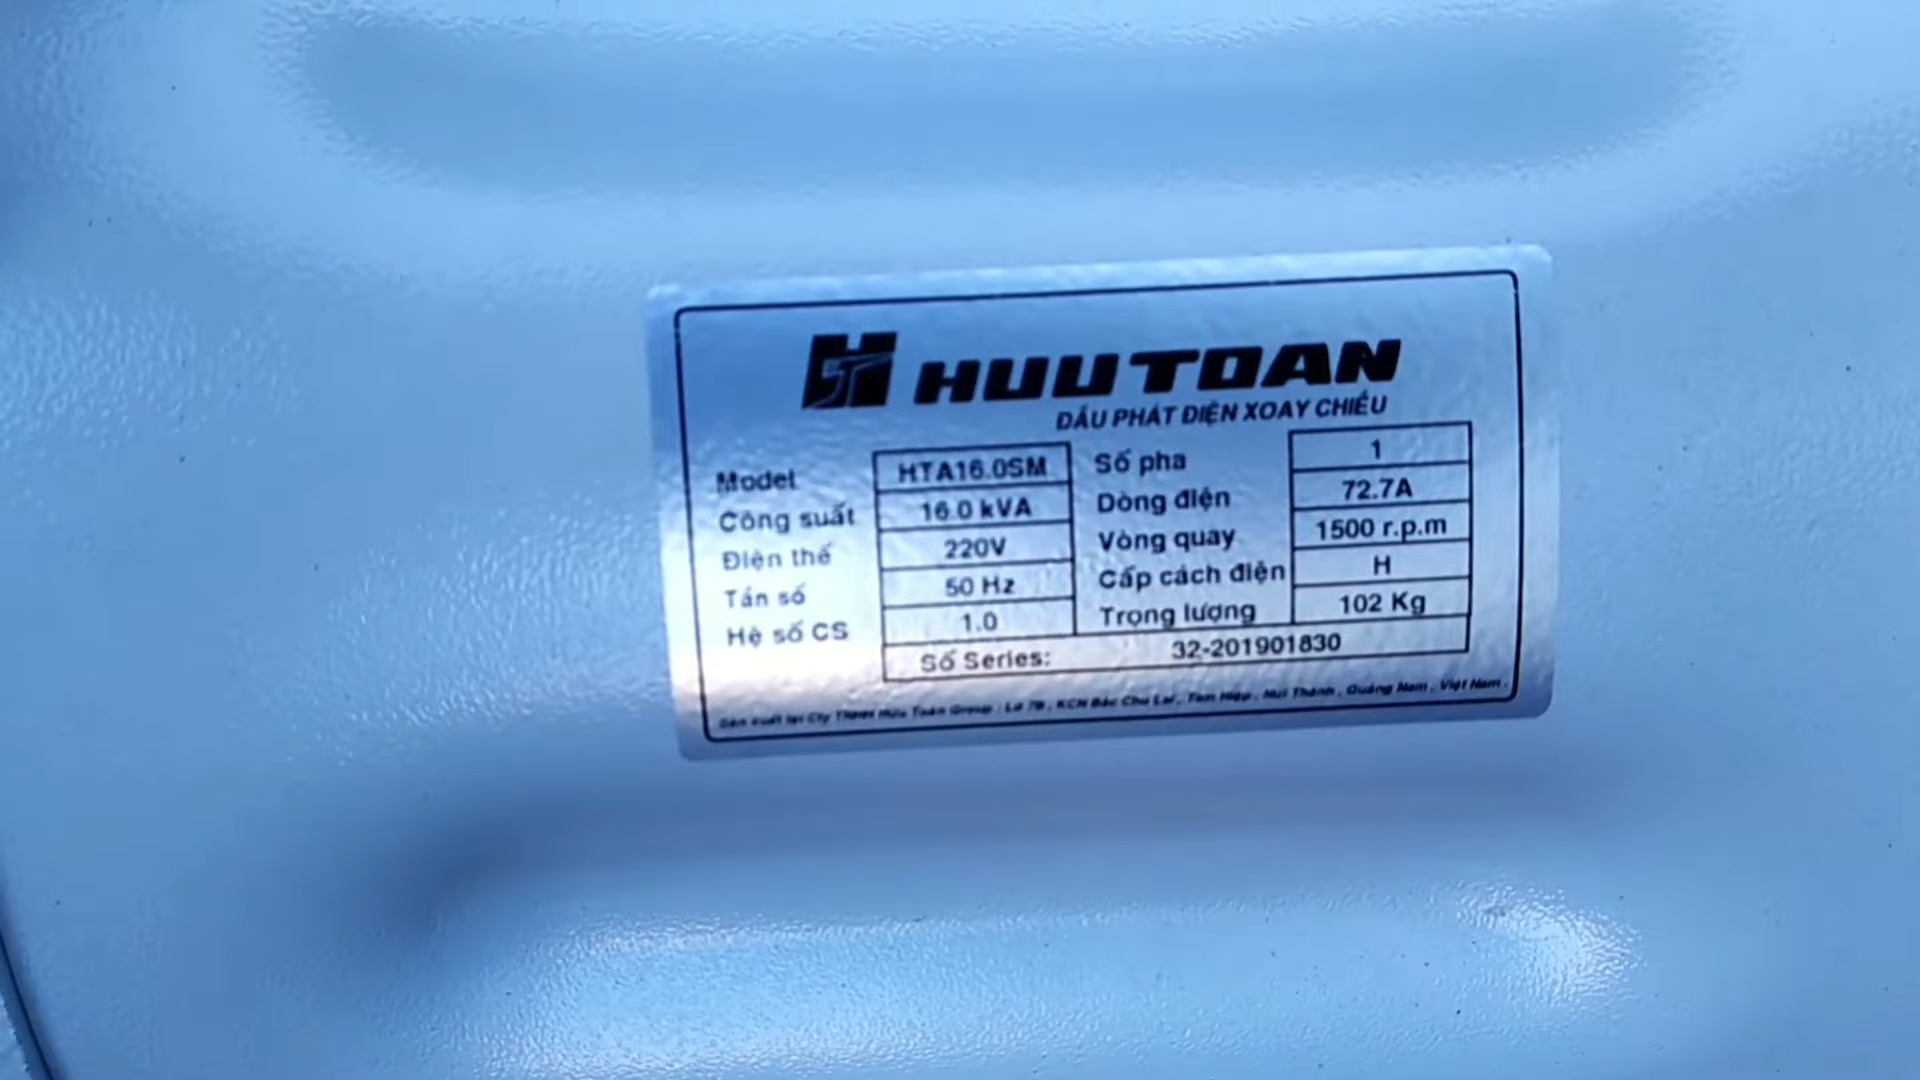 HUUTOAN
ĐẦU PHÁT ĐIỆN XOAY CHIỀU
Model HTA16.0SM Số pha 1
Công suất 16.0 kVA Dòng điện 72.7A
Điện thế 220V Vòng quay 1500 r.p.m
Tần số 50 Hz Cấp cách điện H
Hệ số CS 1.0 Trọng lượng 102 Kg
Số Series: 32-201901830
Sản xuất tại Cty TNHH Hữu Toàn Group : Lô 7B , KCN Bắc Chu Lai , Tam Hiệp , Núi Thành , Quảng Nam , Việt Nam .